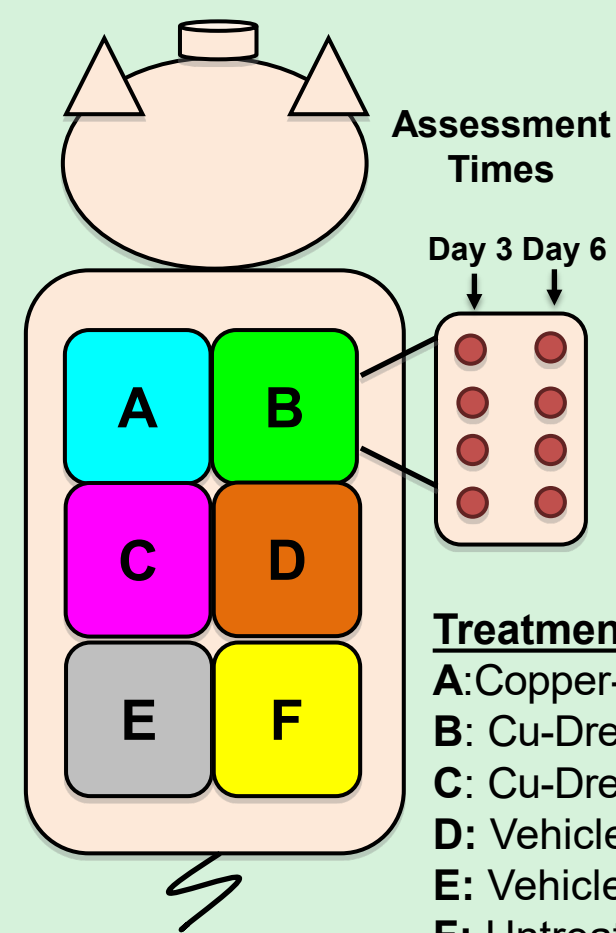 Assessment
Times
Day 3 Day 6
A B
C D
E F
A:Copper-
B: Cu-Dre
C: Cu-Dre
D: Vehicle
E: Vehicle